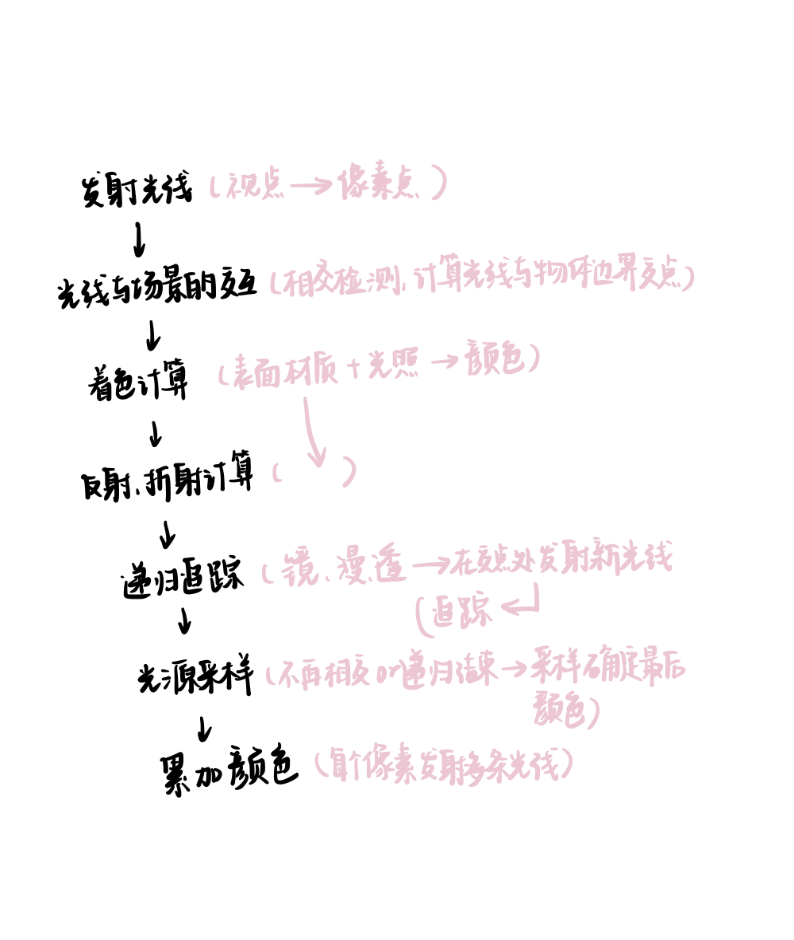 发射光线（视点→像素点）
↓
光线与场景的交互（相交检测，计算光线与物体边界交点）
↓
着色计算（表面材质+光照→颜色）
↓
反射、折射计算（ ）
↓
递归追踪（镜、漫、透→在交点处发射新光线
（追踪
↓
光源采样（不再相交or递归结束→采样确定最后
颜色）
↓
累加颜色（每个像素发射多条光线）